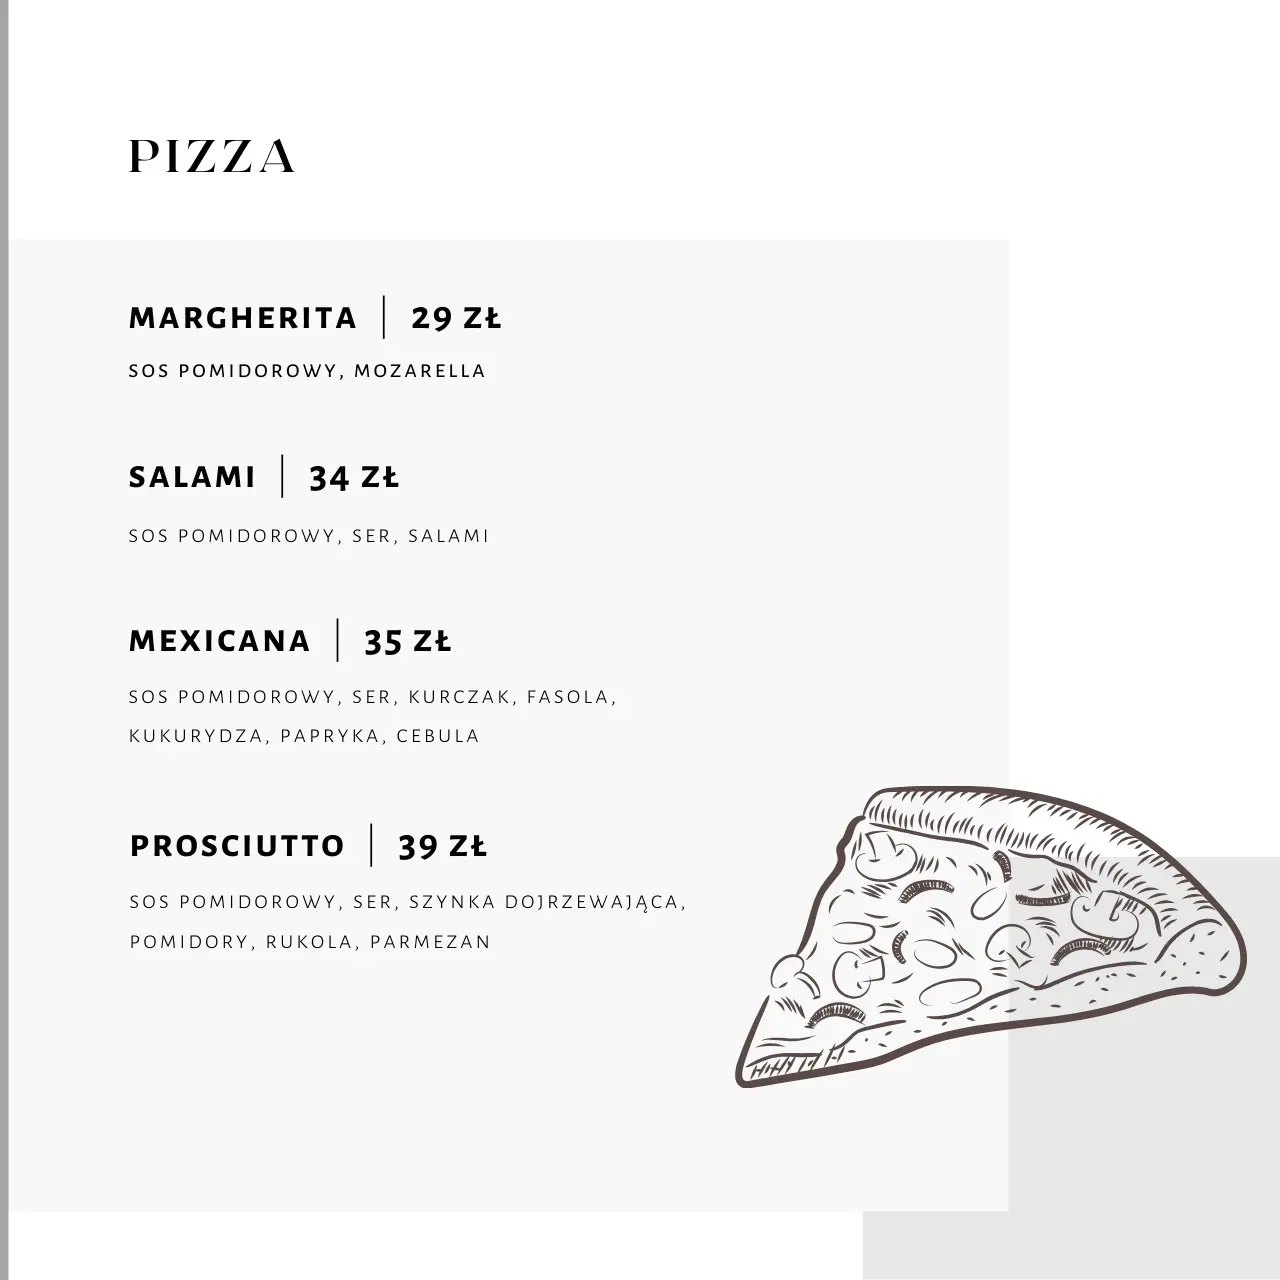 PIZZA
MARGHERITA | 29 ZŁ
SOS POMIDOROWY, MOZARELLA
SALAMI | 34 ZŁ
SOS POMIDOROWY, SER, SALAMI
MEXICANA | 35 ZŁ
SOS POMIDOROWY, SER, KURCZAK, FASOLA,
KUKURYDZA, PAPRYKA, CEBULA
PROSCIUTTO | 39 ZŁ
SOS POMIDOROWY, SER, SZYNKA DOJRZEWAJĄCA,
POMIDORY, RUKOLA, PARMEZAN